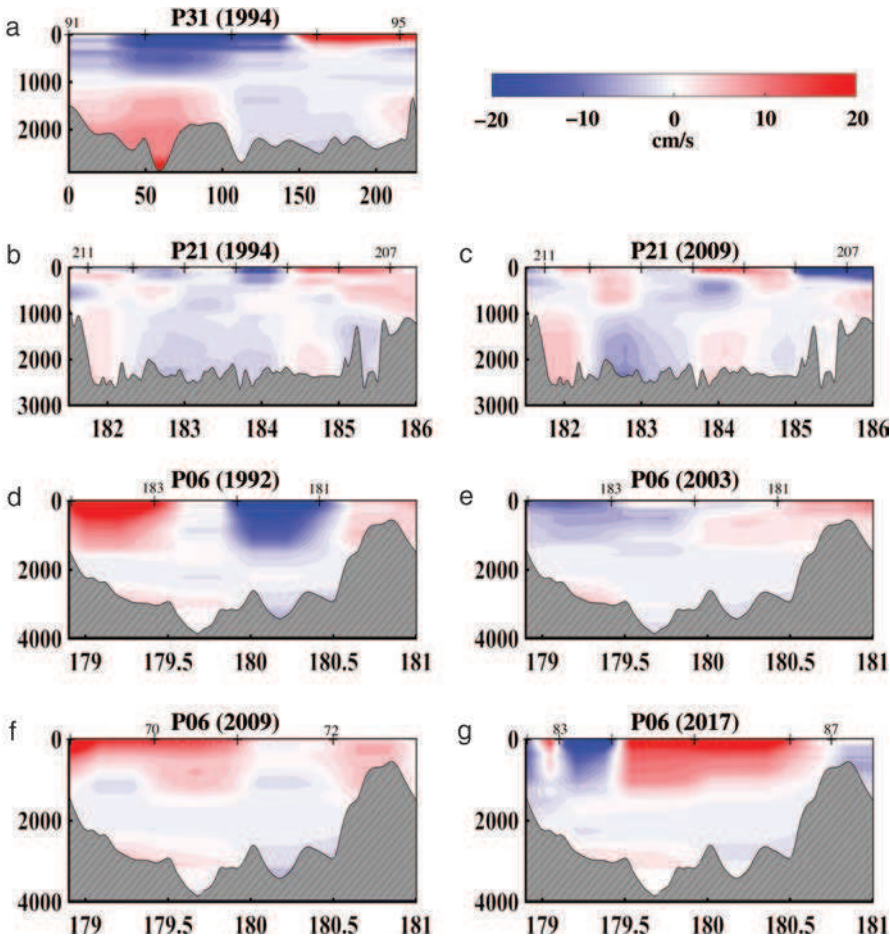 a
P31 (1994)
91 95
0
1000
2000
0 50 100 150 200
−20 −10 0 10 20
cm/s
b
P21 (1994)
211 207
0
1000
2000
3000
182 183 184 185 186
c
P21 (2009)
211 207
0
1000
2000
3000
182 183 184 185 186
d
P06 (1992)
183 181
0
2000
4000
179 179.5 180 180.5 181
e
P06 (2003)
183 181
0
2000
4000
179 179.5 180 180.5 181
f
P06 (2009)
70 72
0
2000
4000
179 179.5 180 180.5 181
g
P06 (2017)
83 87
0
2000
4000
179 179.5 180 180.5 181